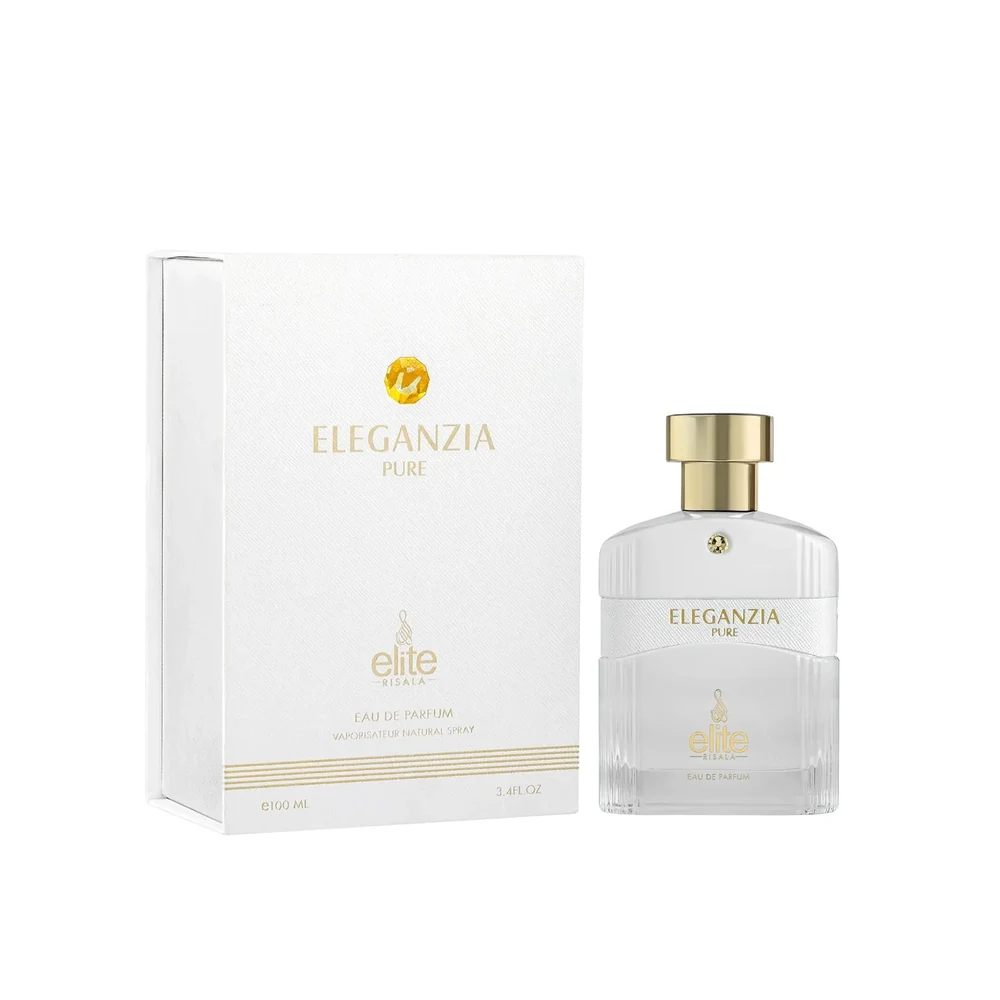 ELEGANZIA
PURE
elite
RISALA
EAU DE PARFUM
VAPORISATEUR NATURAL SPRAY
e100 ML
3.4FL.OZ
ELEGANZIA
PURE
elite
RISALA
EAU DE PARFUM